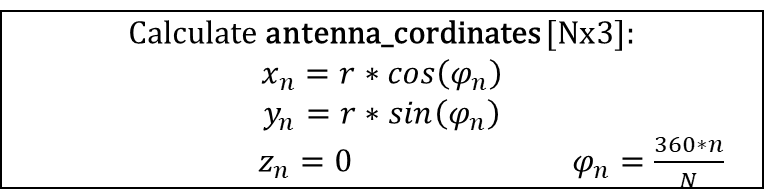 Calculate antenna_cordinates [Nx3]:
xₙ = r * cos(φₙ)
yₙ = r * sin(φₙ)
zₙ = 0 φₙ = 360*n/N